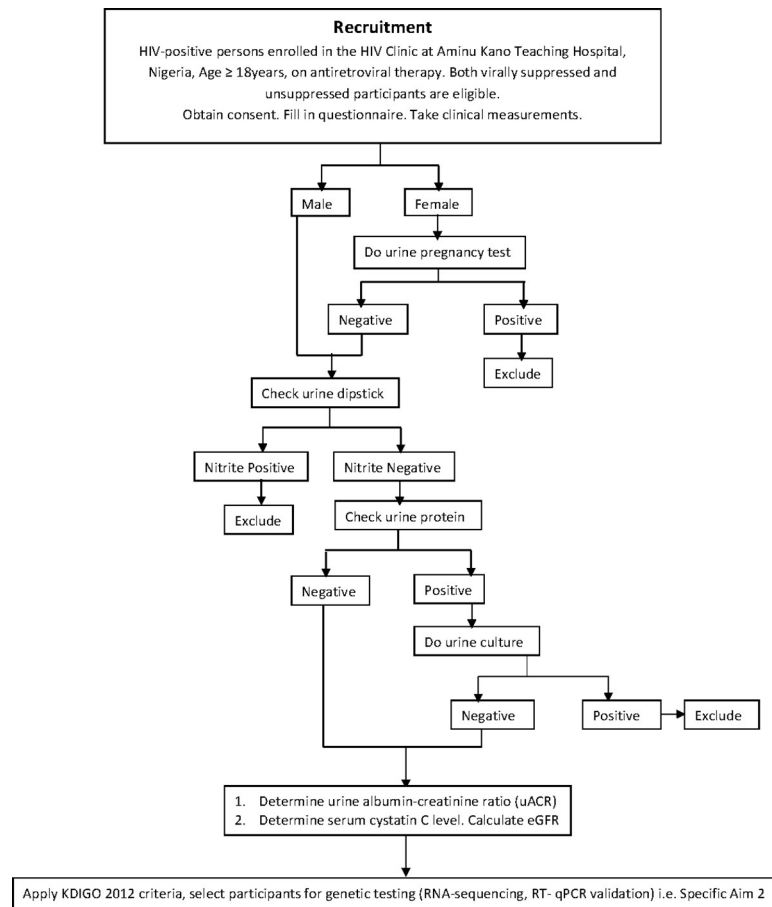 Recruitment
HIV-positive persons enrolled in the HIV Clinic at Aminu Kano Teaching Hospital,
Nigeria, Age ≥ 18years, on antiretroviral therapy. Both virally suppressed and
unsuppressed participants are eligible.
Obtain consent. Fill in questionnaire. Take clinical measurements.
Male
Female
Do urine pregnancy test
Negative
Positive
Exclude
Check urine dipstick
Nitrite Positive
Nitrite Negative
Exclude
Check urine protein
Negative
Positive
Do urine culture
Negative
Positive
Exclude
1. Determine urine albumin-creatinine ratio (uACR)
2. Determine serum cystatin C level. Calculate eGFR
Apply KDIGO 2012 criteria, select participants for genetic testing (RNA-sequencing, RT- qPCR validation) i.e. Specific Aim 2